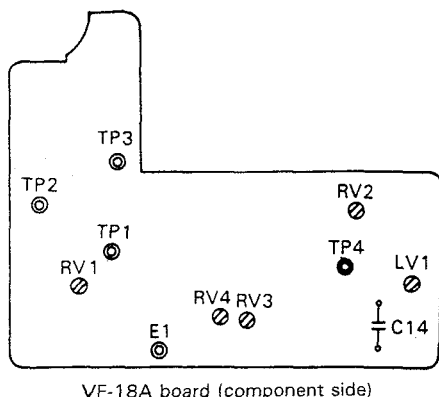 TP3
TP2
RV2
TP1
TP4
RV1
LV1
RV4 RV3
C14
E1
VF-18A board (component side)